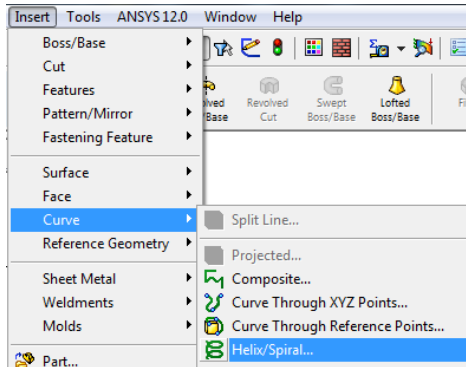 Insert Tools ANSYS 12.0 Window Help
Boss/Base
Cut
Features
Pattern/Mirror
Fastening Feature
Surface
Face
Curve
Reference Geometry
Sheet Metal
Weldments
Molds
Part...
Revolved
Cut
Swept
Boss/Base
Lofted
Boss/Base
Split Line...
Projected...
Composite...
Curve Through XYZ Points...
Curve Through Reference Points...
Helix/Spiral...